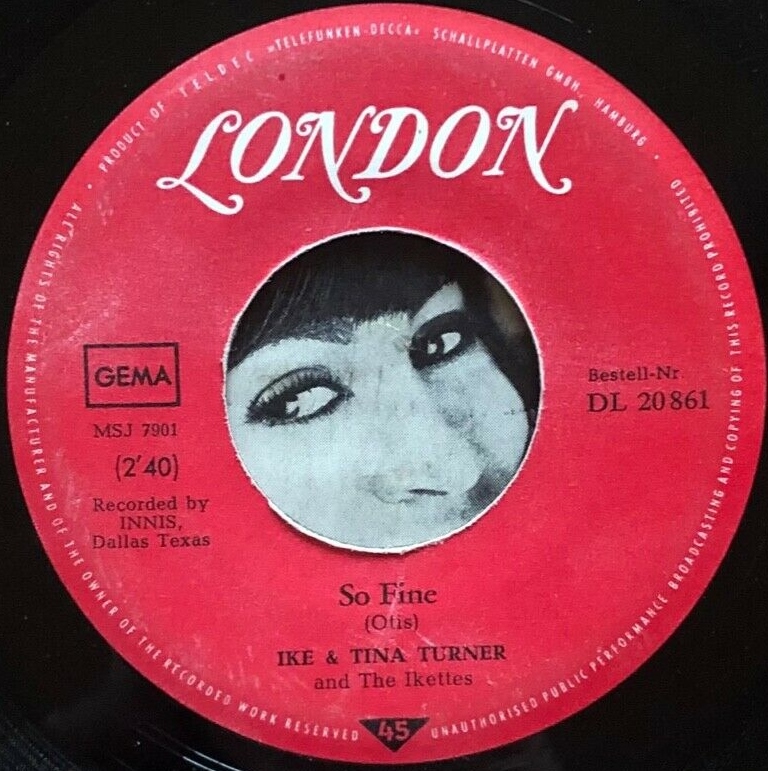 ALL RIGHTS OF THE MANUFACTURER AND OF THE OWNER OF THE RECORDED WORK RESERVED
• PRODUCT OF TELDEC »TELEFUNKEN-DECCA« SCHALLPLATTEN GMBH., HAMBURG •
UNAUTHORISED PUBLIC PERFORMANCE BROADCASTING AND COPYING OF THIS RECORD PROHIBITED
LONDON
GEMA
MSJ 7901
(2'40)
Recorded by
INNIS,
Dallas Texas
Bestell-Nr
DL 20 861
So Fine
(Otis)
IKE & TINA TURNER
and The Ikettes
45